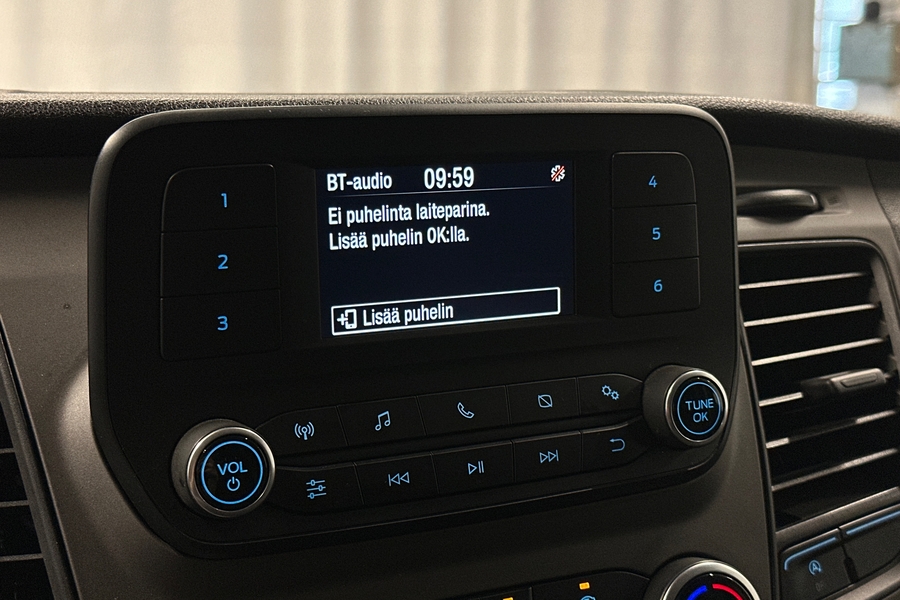 BT-audio 09:59
Ei puhelinta laiteparina.
Lisää puhelin OK:lla.
Lisää puhelin
1
2
3
4
5
6
VOL
TUNE
OK